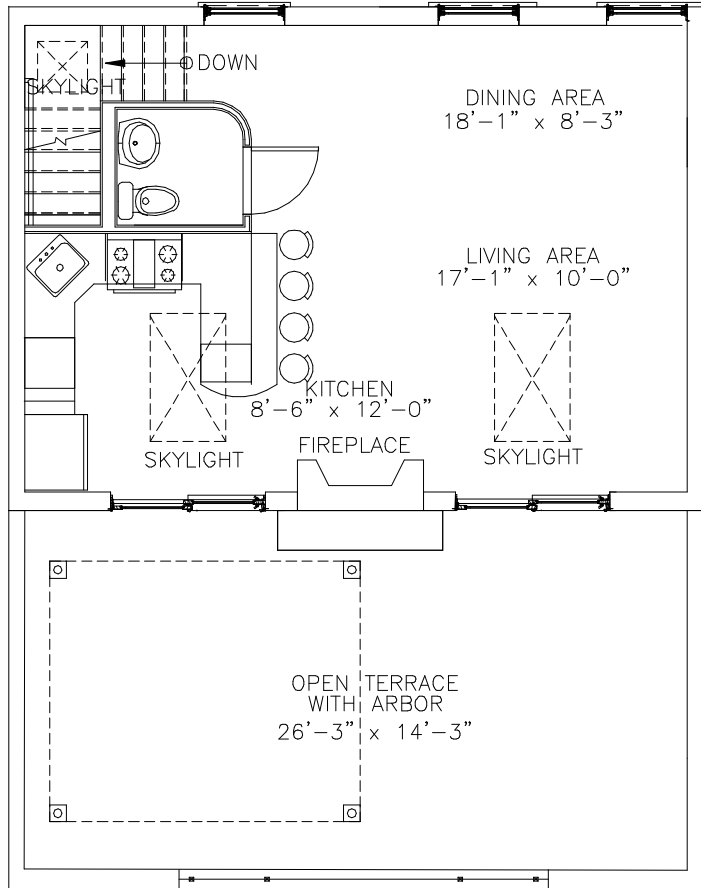 DOWN
SKYLIGHT
DINING AREA
18'-1" x 8'-3"
LIVING AREA
17'-1" x 10'-0"
KITCHEN
8'-6" x 12'-0"
FIREPLACE
SKYLIGHT
SKYLIGHT
OPEN TERRACE
WITH ARBOR
26'-3" x 14'-3"